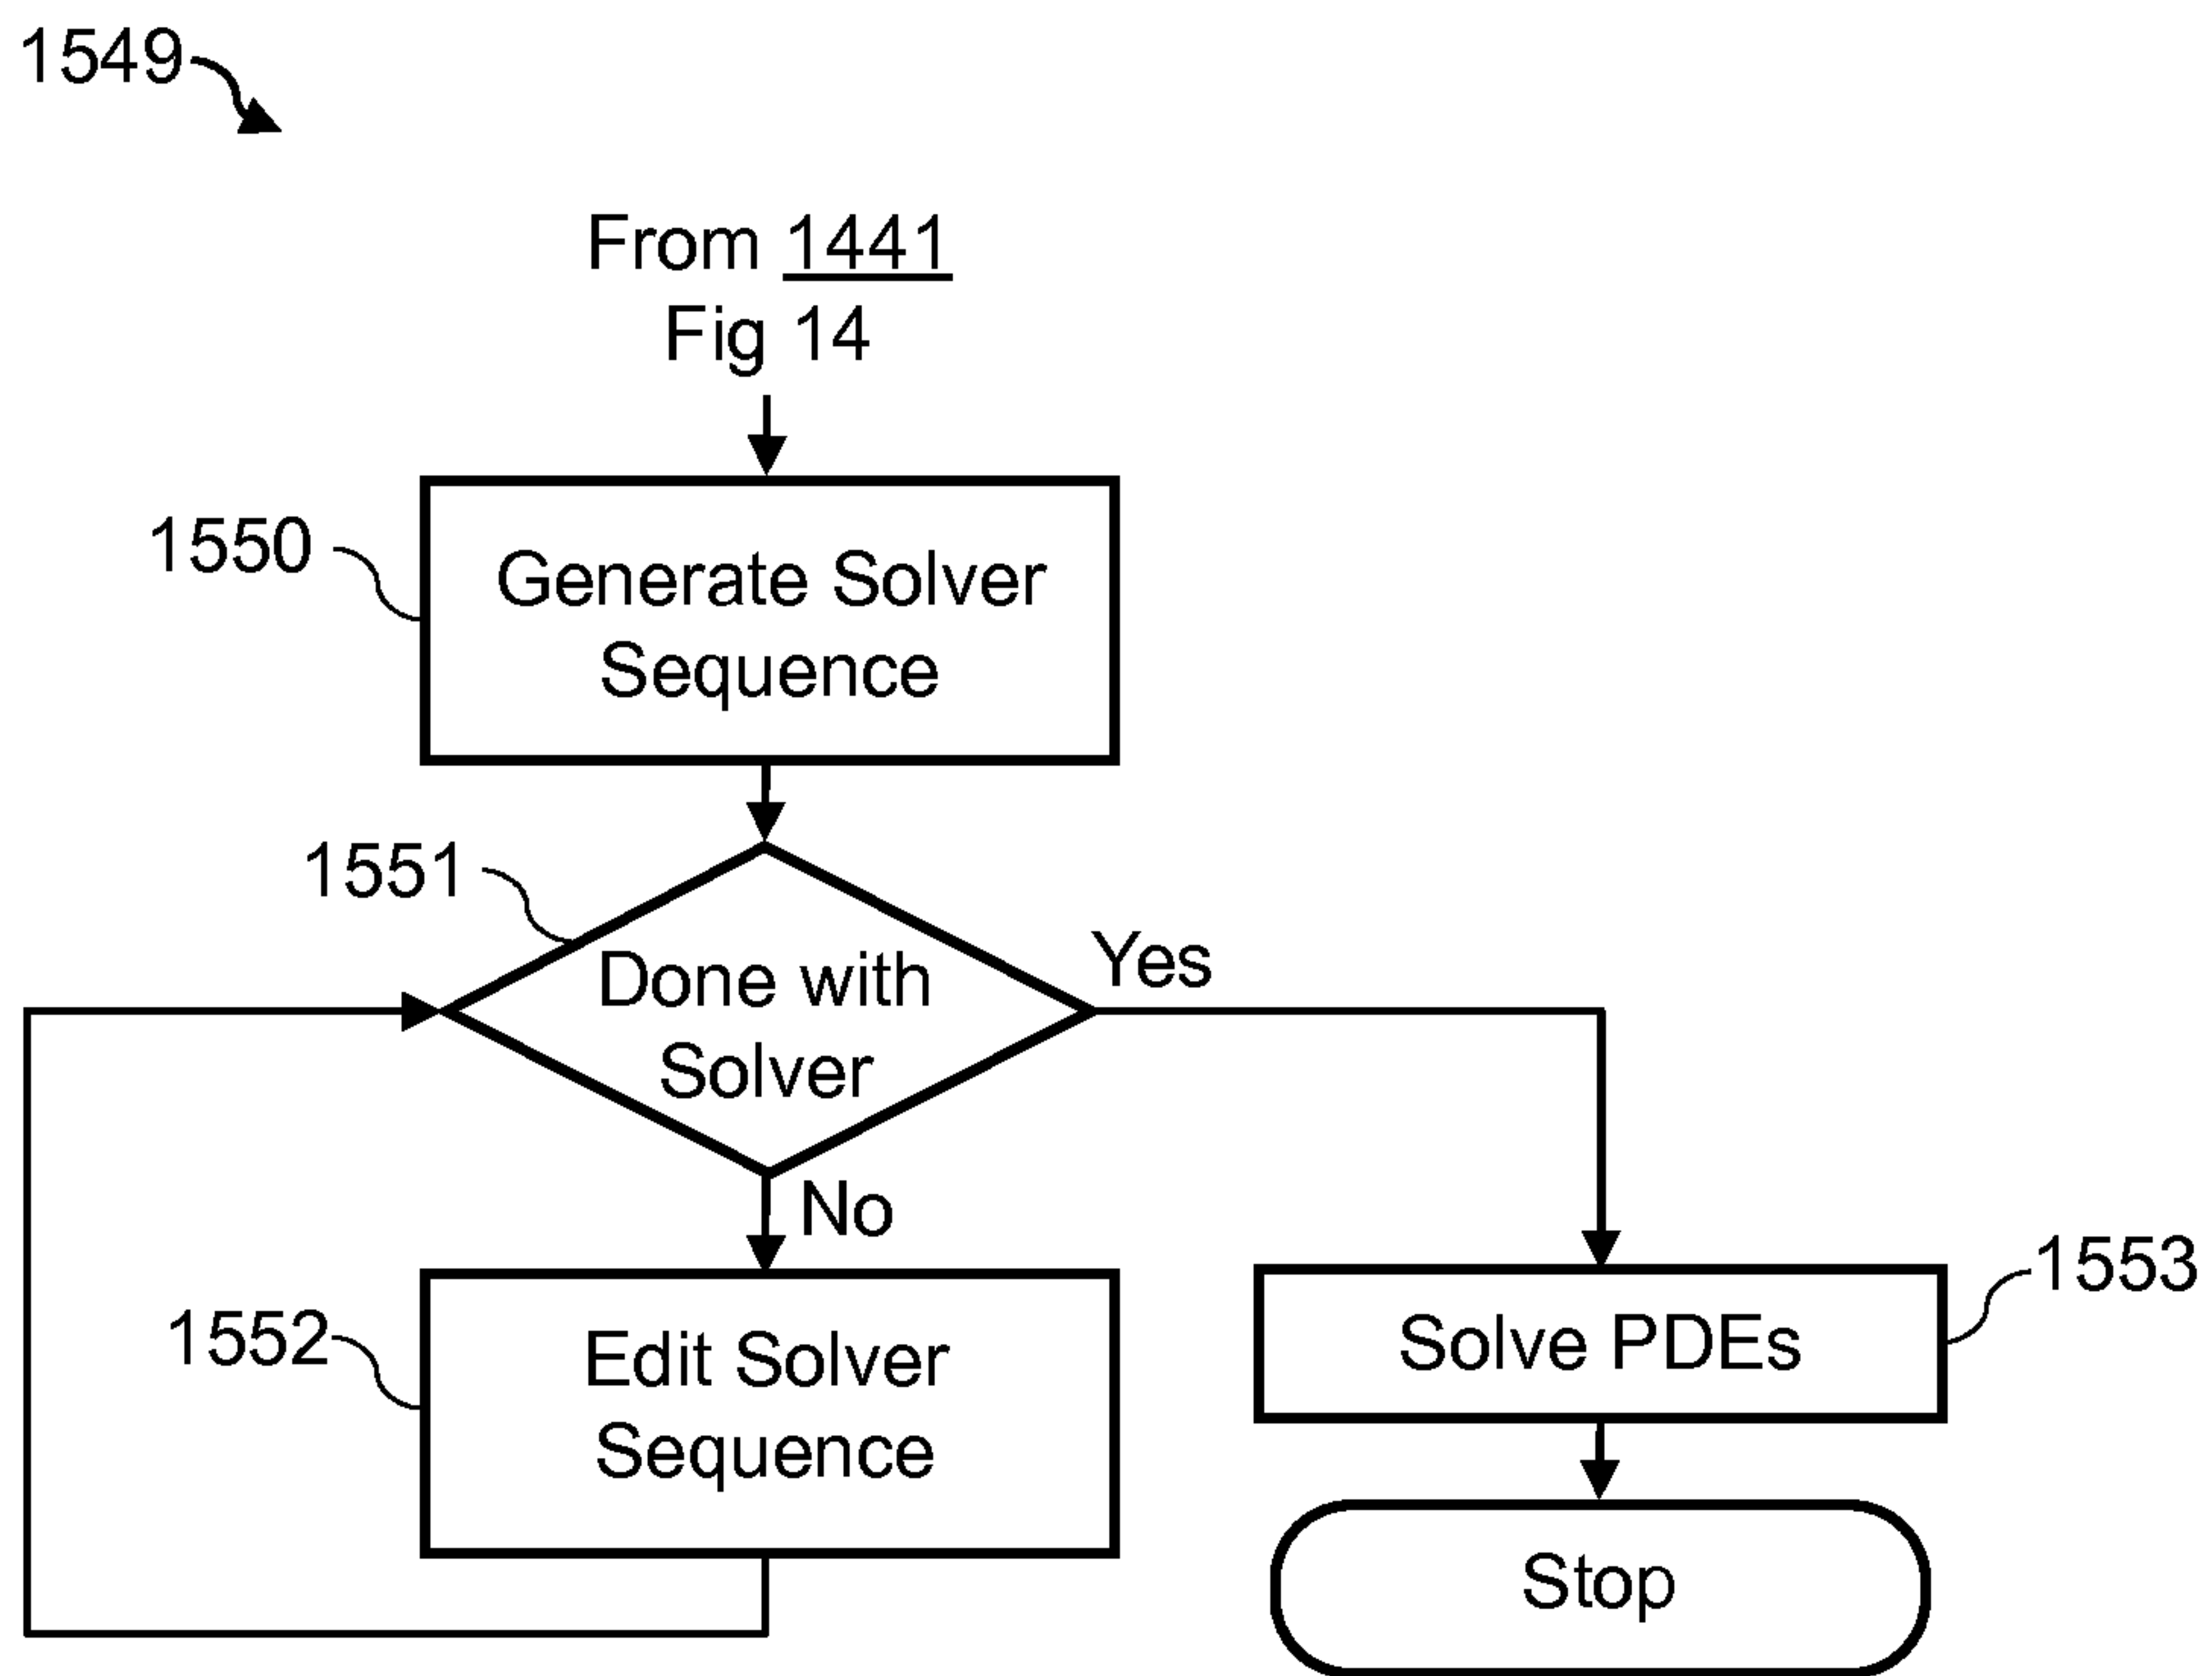 1549
From 1441
Fig 14
1550
Generate Solver
Sequence
1551
Done with
Solver
Yes
No
1552
Edit Solver
Sequence
1553
Solve PDEs
Stop